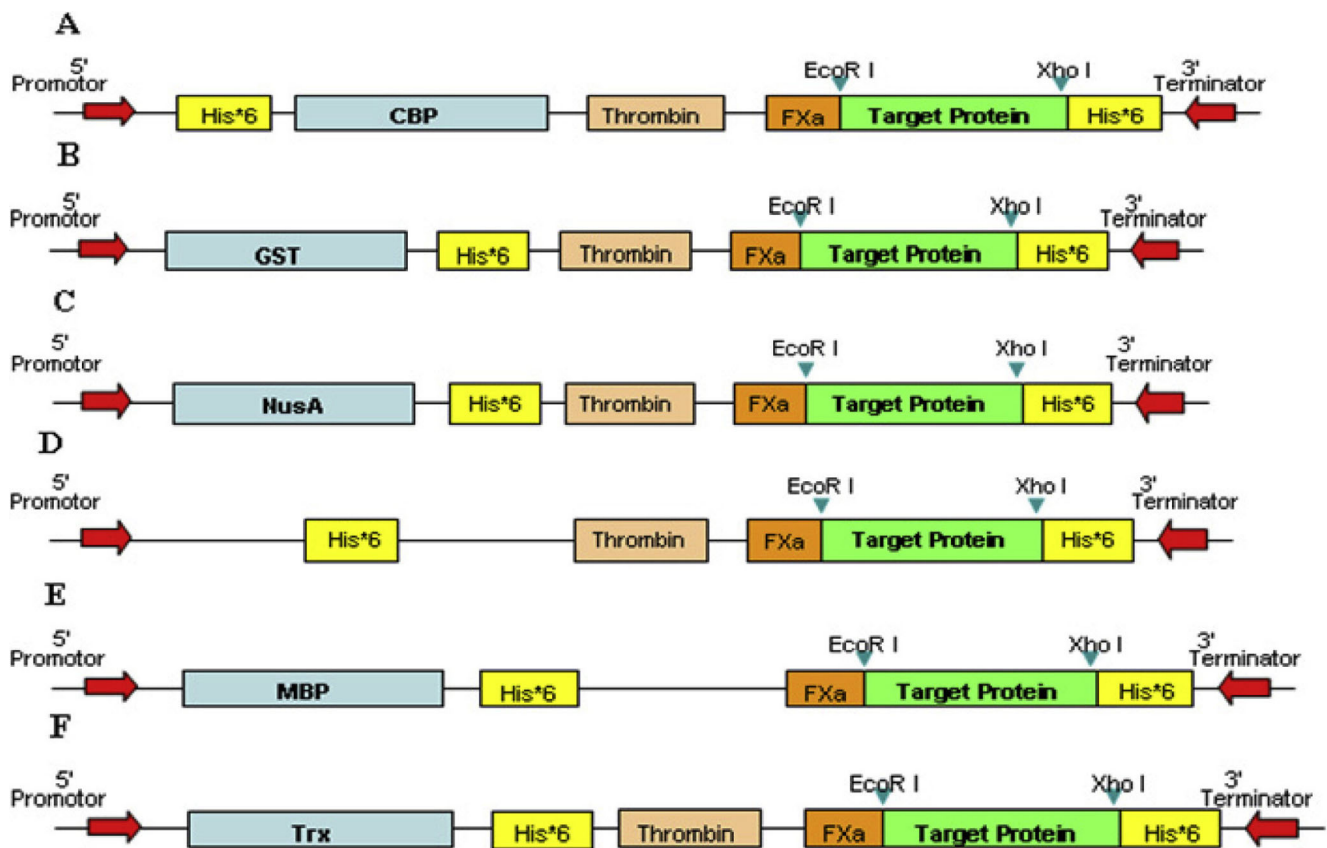 A
5'
Promotor
EcoR I
Xho I
3'
Terminator
His*6
CBP
Thrombin
FXa
Target Protein
His*6
B
5'
Promotor
EcoR I
Xho I
3'
Terminator
GST
His*6
Thrombin
FXa
Target Protein
His*6
C
5'
Promotor
EcoR I
Xho I
3'
Terminator
NusA
His*6
Thrombin
FXa
Target Protein
His*6
D
5'
Promotor
EcoR I
Xho I
3'
Terminator
His*6
Thrombin
FXa
Target Protein
His*6
E
5'
Promotor
EcoR I
Xho I
3'
Terminator
MBP
His*6
FXa
Target Protein
His*6
F
5'
Promotor
EcoR I
Xho I
3'
Terminator
Trx
His*6
Thrombin
FXa
Target Protein
His*6